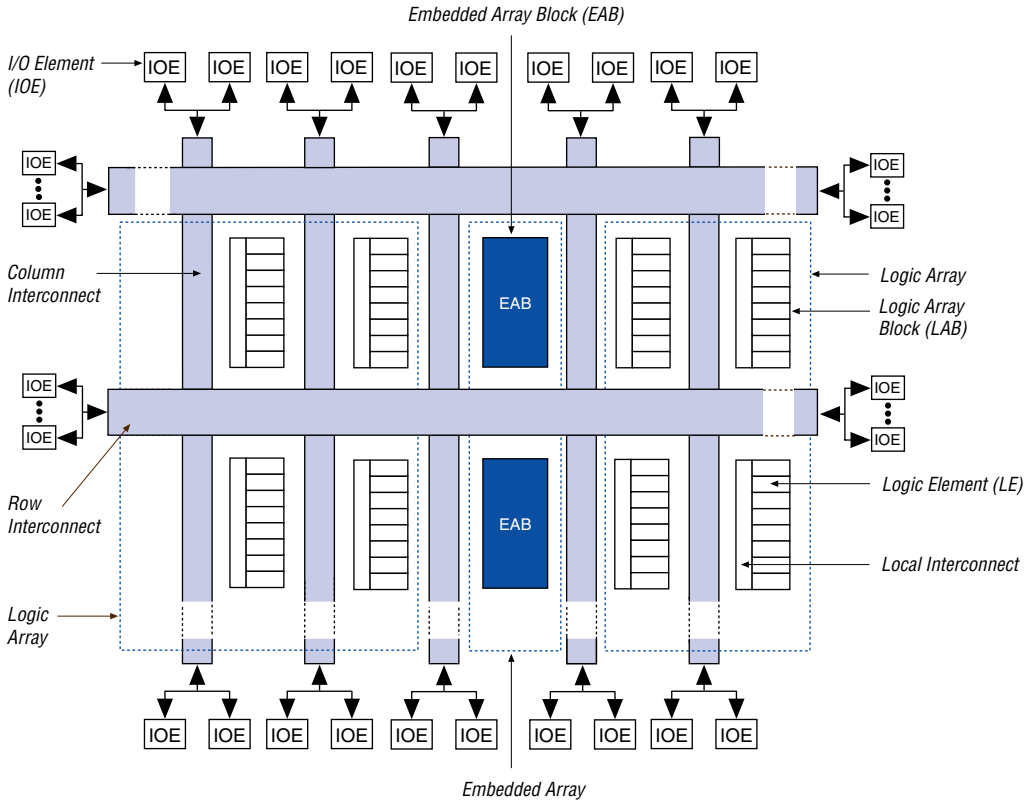 Embedded Array Block (EAB)
I/O Element
(IOE)
IOE IOE IOE IOE IOE IOE IOE IOE IOE IOE
IOE IOE
IOE IOE
Column
Interconnect
EAB
Logic Array
Logic Array
Block (LAB)
IOE IOE
IOE IOE
Row
Interconnect
EAB
Logic Element (LE)
Local Interconnect
Logic
Array
IOE IOE IOE IOE IOE IOE IOE IOE IOE IOE
Embedded Array